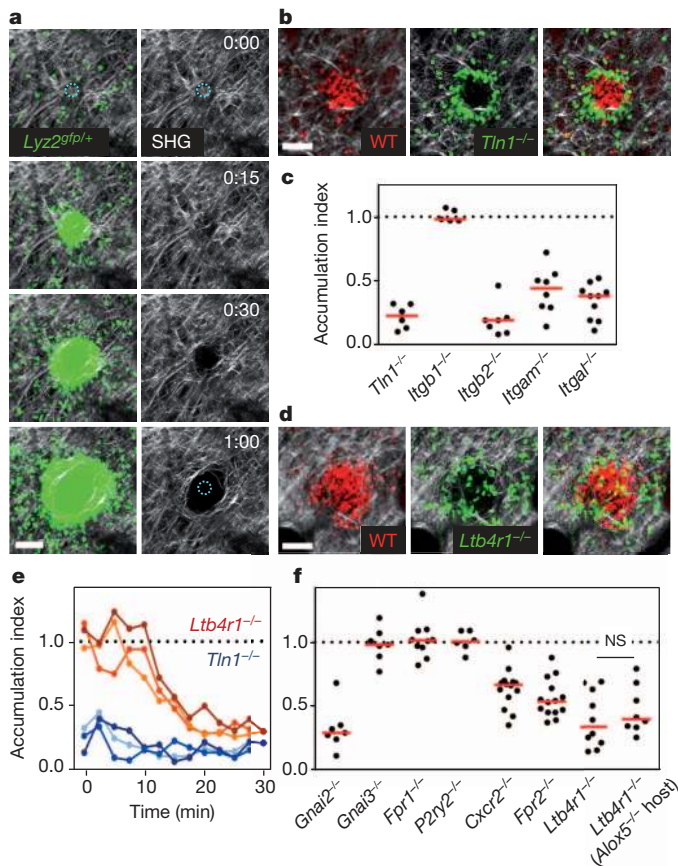 a
Lyz2gfp/+
SHG
0:00
0:15
0:30
1:00
b
WT
Tln1–/–
c
Accumulation index
1.0
0.5
0.0
Tln1–/–
Itgb1–/–
Itgb2–/–
Itgam–/–
Itgal–/–
d
WT
Ltb4r1–/–
e
Accumulation index
1.0
0.5
0.0
Ltb4r1–/–
Tln1–/–
0 10 20 30
Time (min)
f
1.0
0.5
0.0
NS
Gnai2–/–
Gnai3–/–
Fpr1–/–
P2ry2–/–
Cxcr2–/–
Fpr2–/–
Ltb4r1–/–
Ltb4r1–/–
(Alox5–/– host)